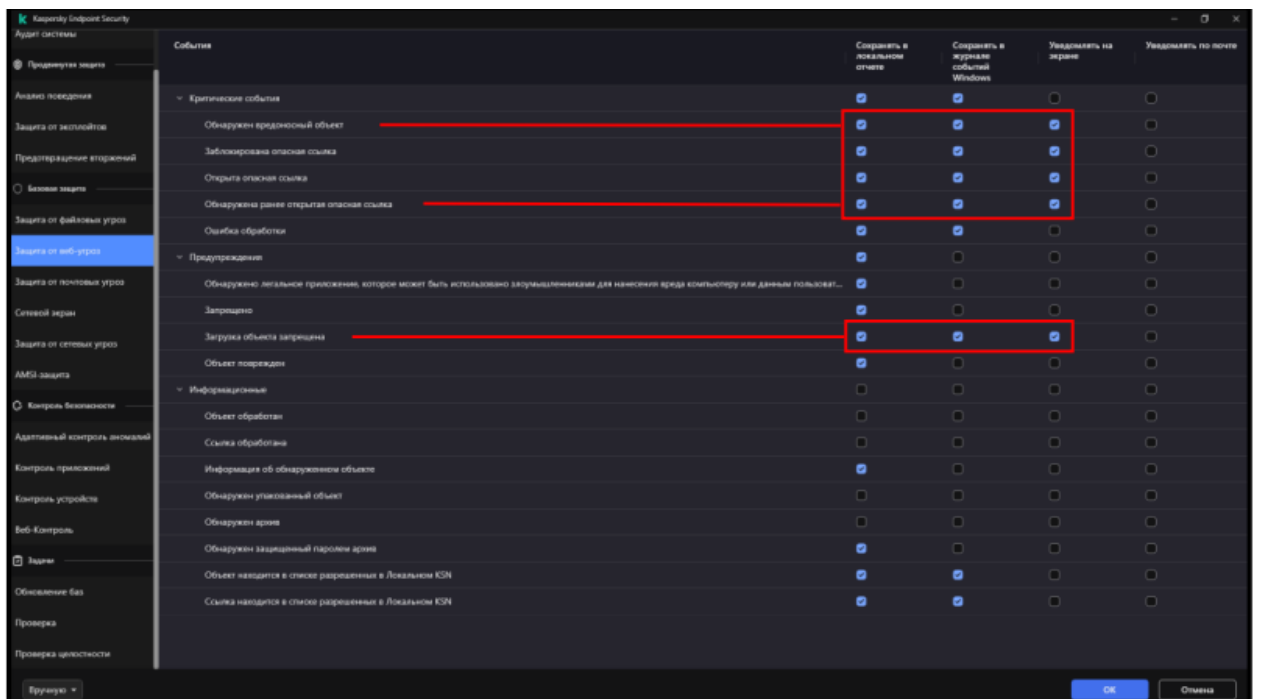 Kaspersky Endpoint Security
Аудит системы
Продвинутая защита
Анализ поведения
Защита от эксплойтов
Предотвращение вторжений
Базовая защита
Защита от файловых угроз
Защита от веб-угроз
Защита от почтовых угроз
Сетевой экран
Защита от сетевых угроз
AMSI-защита
Контроль безопасности
Адаптивный контроль аномалий
Контроль приложений
Контроль устройств
Веб-Контроль
Задачи
Обновление баз
Проверка
Проверка целостности
События
Сохранять в
локальном
отчете
Сохранять в
журнале
событий
Windows
Уведомлять на
экране
Уведомлять по почте
Критические события
Обнаружен вредоносный объект
Заблокирована опасная ссылка
Открыта опасная ссылка
Обнаружена ранее открытая опасная ссылка
Ошибка обработки
Предупреждения
Обнаружено легальное приложение, которое может быть использовано злоумышленниками для нанесения вреда компьютеру или данным пользоват...
Запрещено
Загрузка объекта запрещена
Объект поврежден
Информационные
Объект обработан
Ссылка обработана
Информация об обнаруженном объекте
Обнаружен упакованный объект
Обнаружен архив
Обнаружен защищенный паролем архив
Объект находится в списке разрешенных в Локальном KSN
Ссылка находится в списке разрешенных в Локальном KSN
Вручную
ОК
Отмена